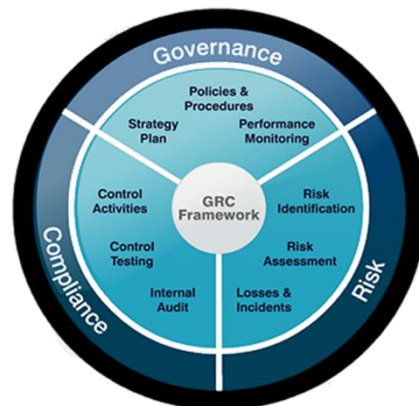 Governance
Policies &
Procedures
Strategy
Plan
Performance
Monitoring
GRC
Framework
Control
Activities
Control
Testing
Internal
Audit
Compliance
Risk
Identification
Risk
Assessment
Losses &
Incidents
Risk